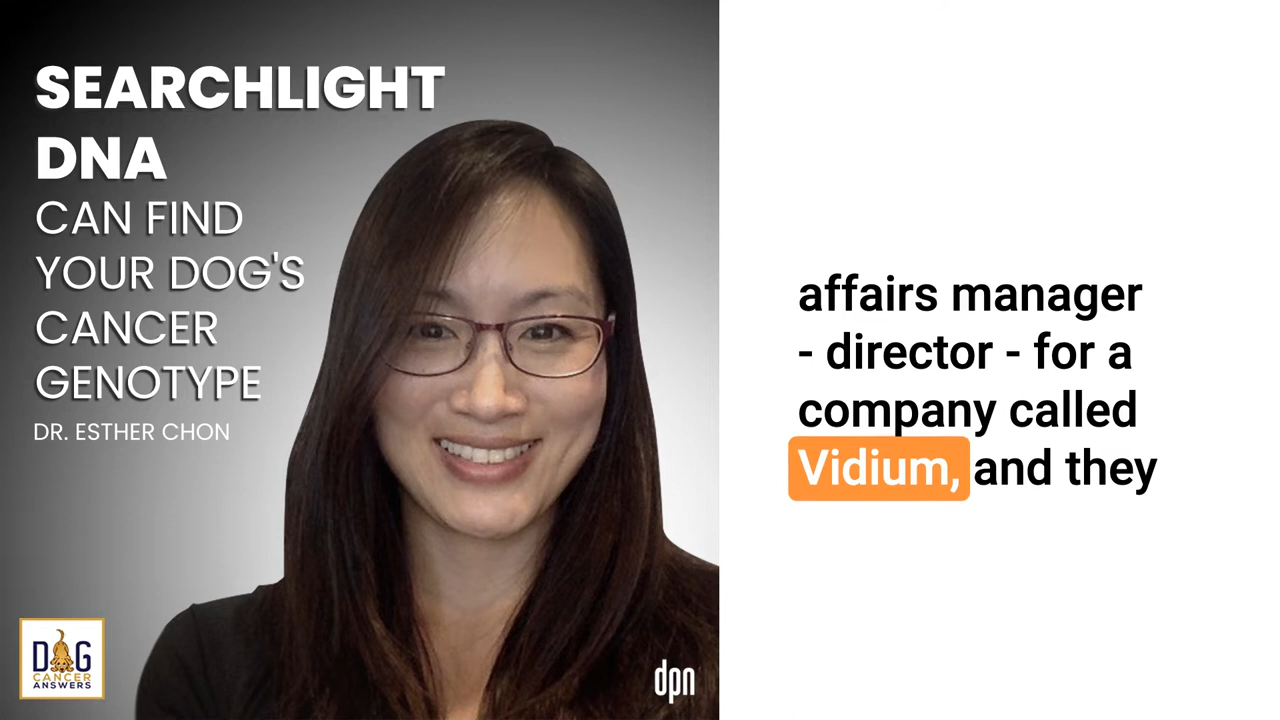 SEARCHLIGHT
DNA
CAN FIND
YOUR DOG'S
CANCER
GENOTYPE
DR. ESTHER CHON
DOG
CANCER
ANSWERS
dpn
affairs manager
- director - for a
company called
Vidium, and they